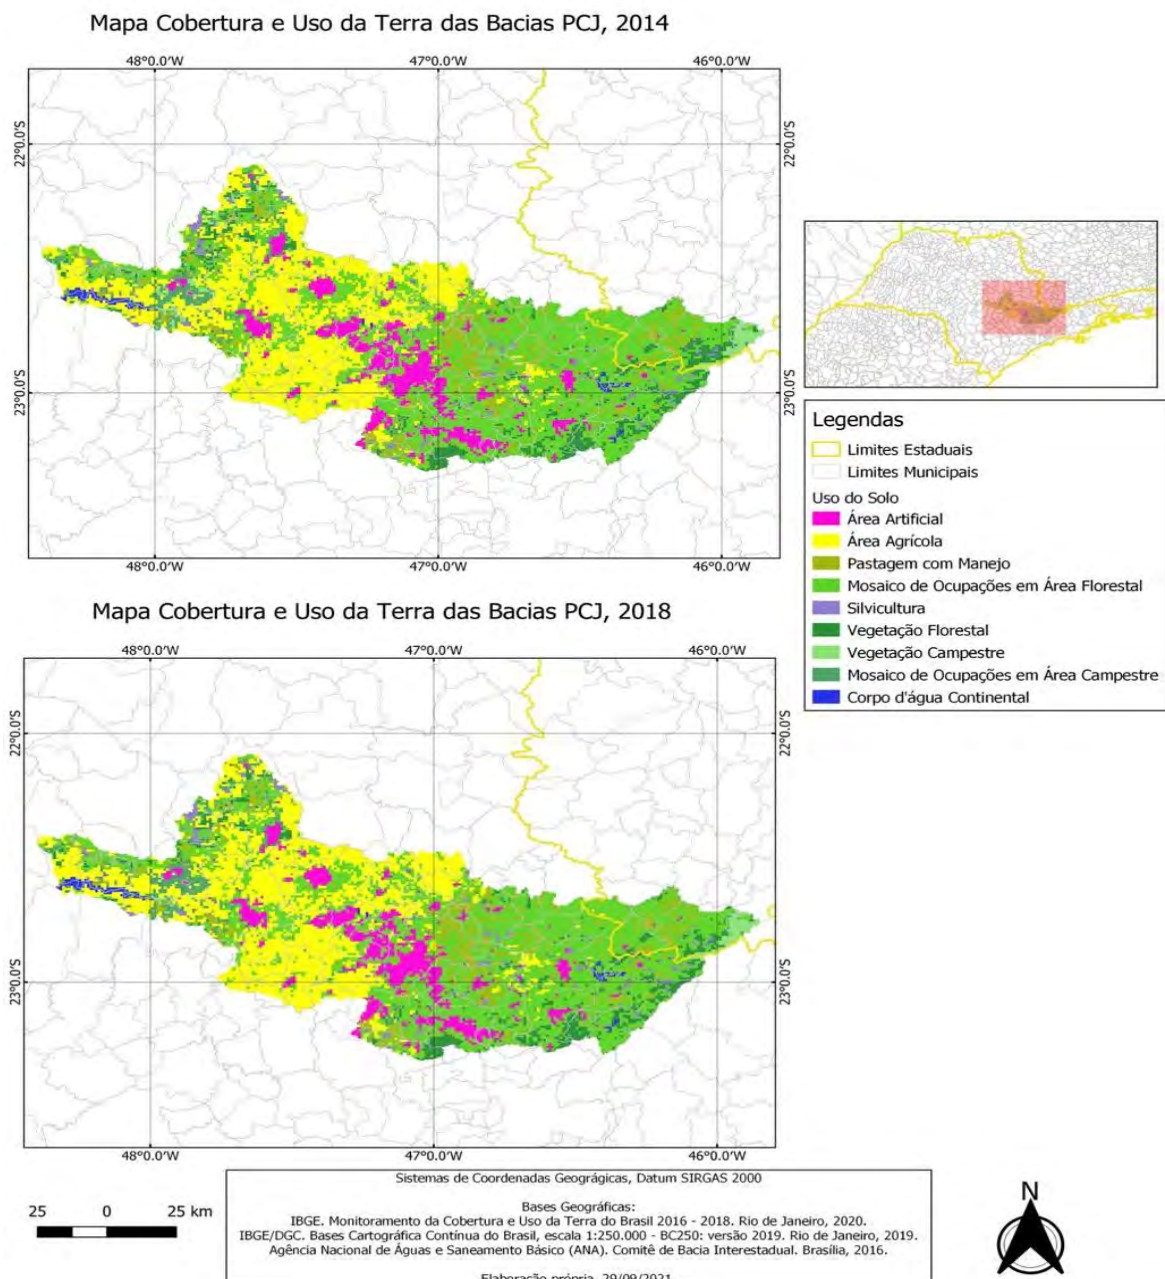 Mapa Cobertura e Uso da Terra das Bacias PCJ, 2014
48°0.0'W 47°0.0'W 46°0.0'W
22°0.0'S 22°0.0'S
23°0.0'S 23°0.0'S
48°0.0'W 47°0.0'W 46°0.0'W
Legendas
Limites Estaduais
Limites Municipais
Uso do Solo
Área Artificial
Área Agrícola
Pastagem com Manejo
Mosaico de Ocupações em Área Florestal
Silvicultura
Vegetação Florestal
Vegetação Campestre
Mosaico de Ocupações em Área Campestre
Corpo d'água Continental
Mapa Cobertura e Uso da Terra das Bacias PCJ, 2018
48°0.0'W 47°0.0'W 46°0.0'W
22°0.0'S 22°0.0'S
23°0.0'S 23°0.0'S
48°0.0'W 47°0.0'W 46°0.0'W
25 0 25 km
Sistemas de Coordenadas Geográgicas, Datum SIRGAS 2000
Bases Geográficas:
IBGE. Monitoramento da Cobertura e Uso da Terra do Brasil 2016 - 2018. Rio de Janeiro, 2020.
IBGE/DGC. Bases Cartográfica Contínua do Brasil, escala 1:250.000 - BC250: versão 2019. Rio de Janeiro, 2019.
Agência Nacional de Águas e Saneamento Básico (ANA). Comitê de Bacia Interestadual. Brasília, 2016.
Elaboração própria, 29/09/2021
N